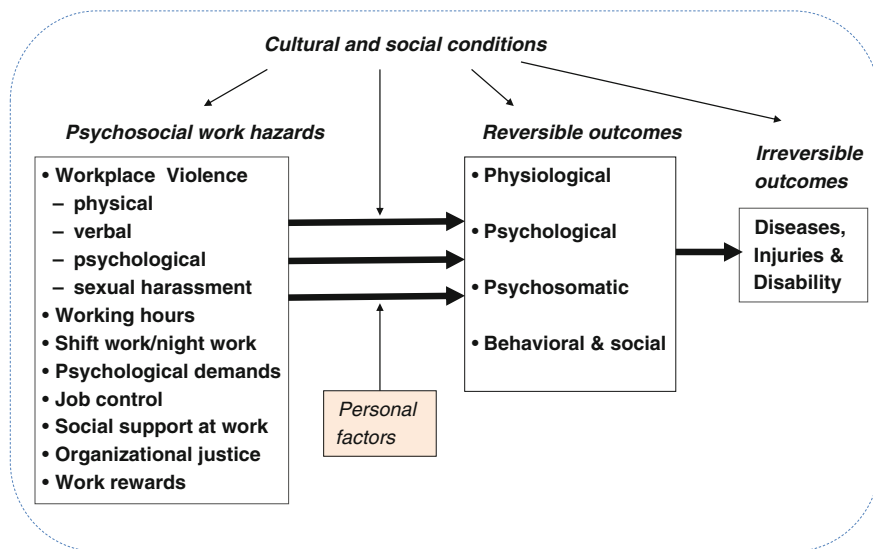 Cultural and social conditions
Psychosocial work hazards
• Workplace Violence
– physical
– verbal
– psychological
– sexual harassment
• Working hours
• Shift work/night work
• Psychological demands
• Job control
• Social support at work
• Organizational justice
• Work rewards
Personal
factors
Reversible outcomes
• Physiological
• Psychological
• Psychosomatic
• Behavioral & social
Irreversible
outcomes
Diseases,
Injuries &
Disability